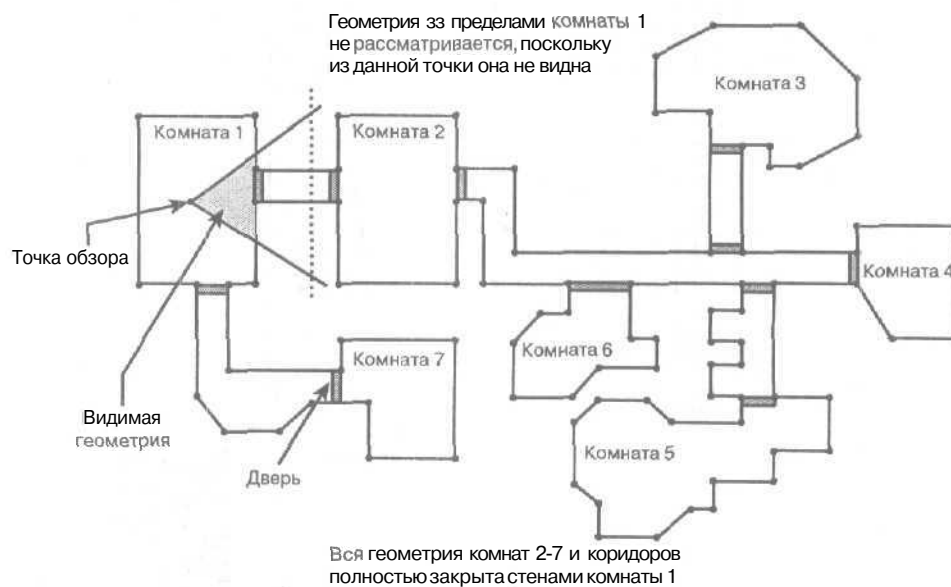 Геометрия зз пределами комнаты 1
не рассматривается, поскольку
из данной точки она не видна
Комната 3
Комната 1
Комната 2
Точка обзора
Комната 4
Комната 7
Комната 6
Видимая
геометрия
Дверь
Комната 5
Вся геометрия комнат 2-7 и коридоров
полностью закрыта стенами комнаты 1